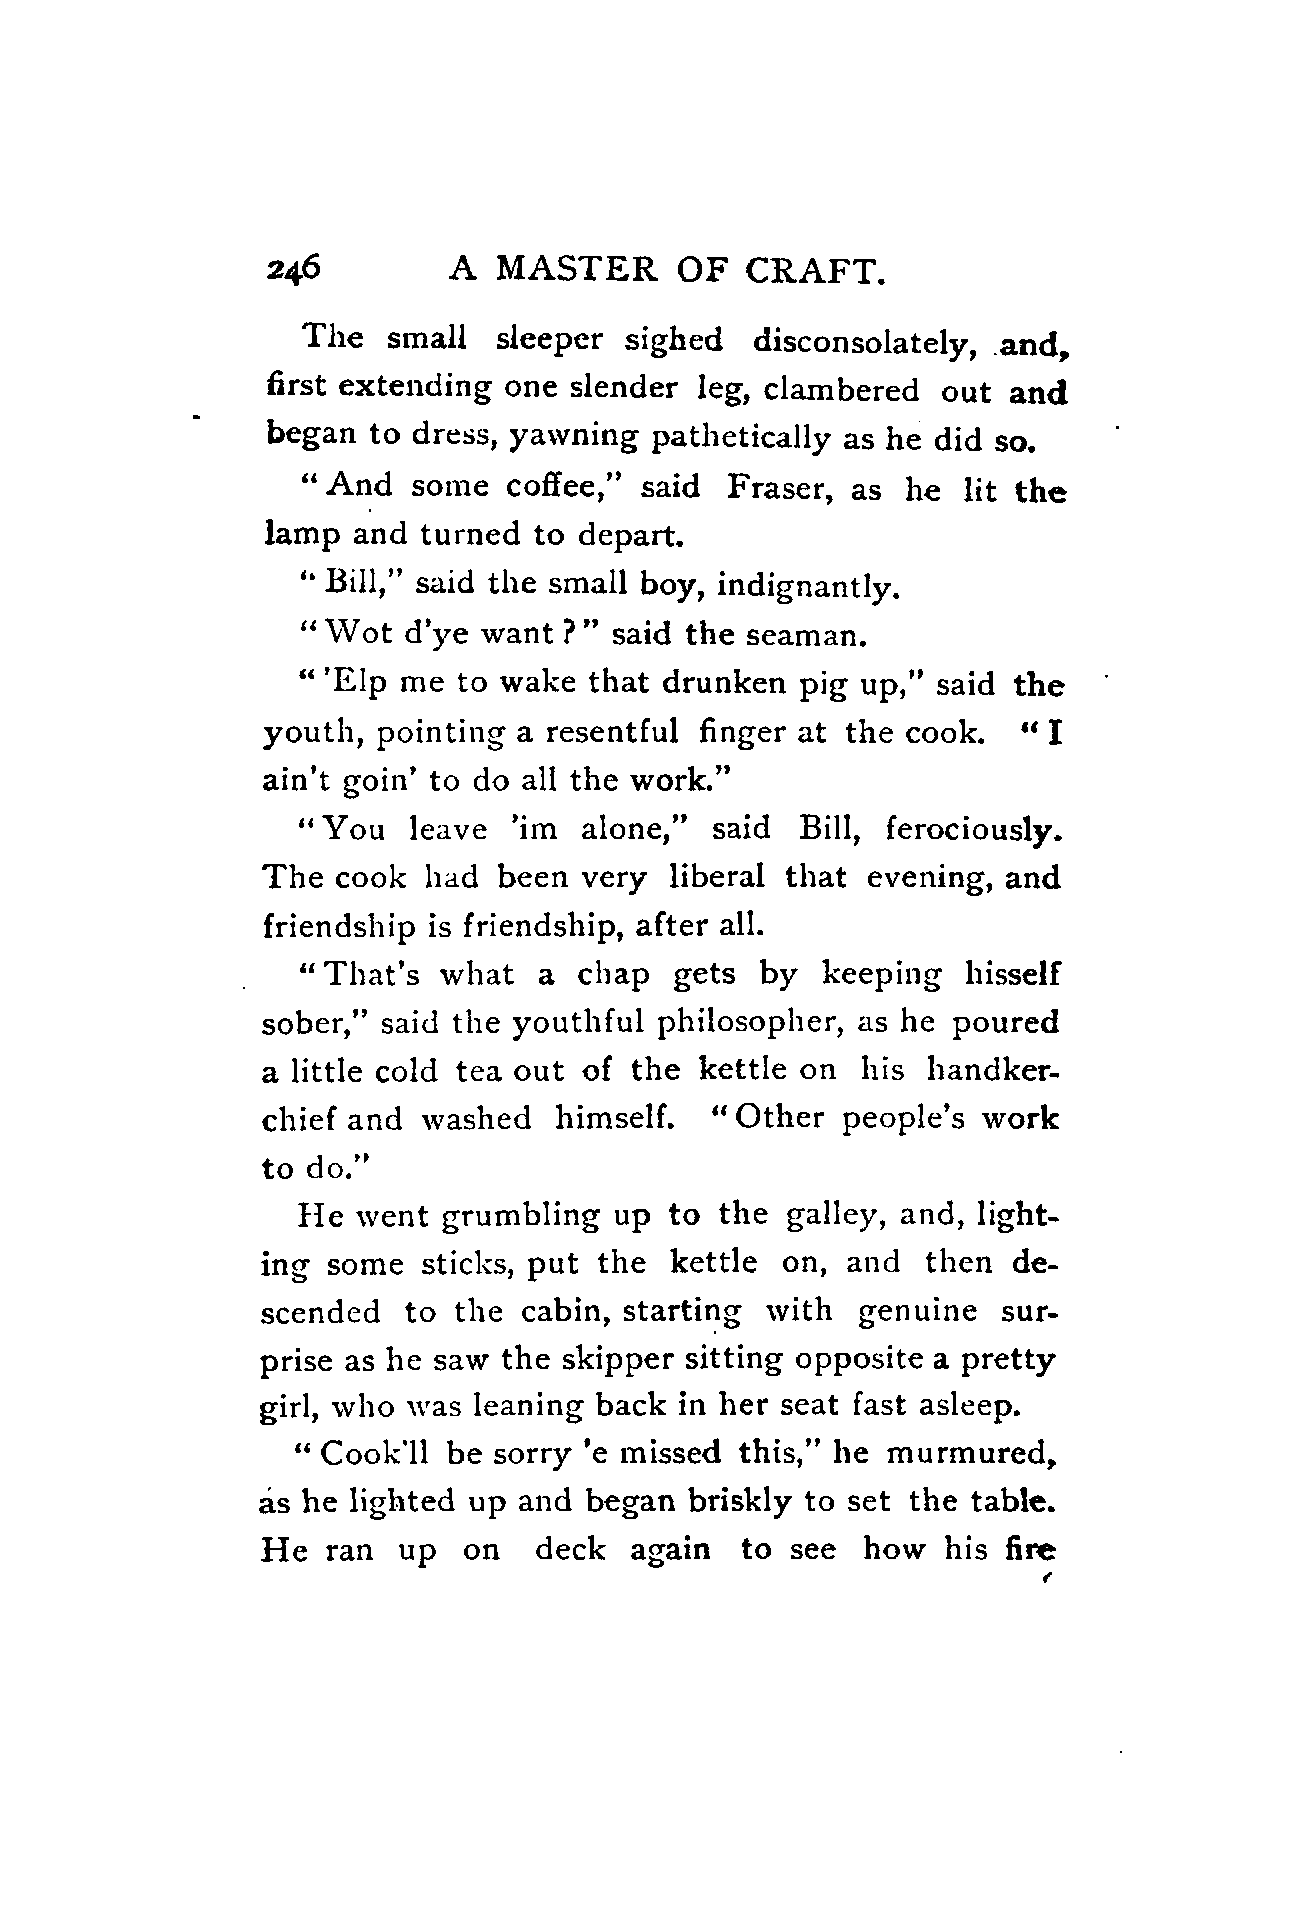 246 A MASTER OF CRAFT.
The small sleeper sighed disconsolately, and,
first extending one slender leg, clambered out and
began to dress, yawning pathetically as he did so.
"And some coffee," said Fraser, as he lit the
lamp and turned to depart.
"Bill," said the small boy, indignantly.
"Wot d'ye want?" said the seaman.
"'Elp me to wake that drunken pig up," said the
youth, pointing a resentful finger at the cook. "I
ain't goin' to do all the work."
"You leave 'im alone," said Bill, ferociously.
The cook had been very liberal that evening, and
friendship is friendship, after all.
"That's what a chap gets by keeping hisself
sober," said the youthful philosopher, as he poured
a little cold tea out of the kettle on his handker-
chief and washed himself. "Other people's work
to do."
He went grumbling up to the galley, and, light-
ing some sticks, put the kettle on, and then de-
scended to the cabin, starting with genuine sur-
prise as he saw the skipper sitting opposite a pretty
girl, who was leaning back in her seat fast asleep.
"Cook'll be sorry 'e missed this," he murmured,
as he lighted up and began briskly to set the table.
He ran up on deck again to see how his fire